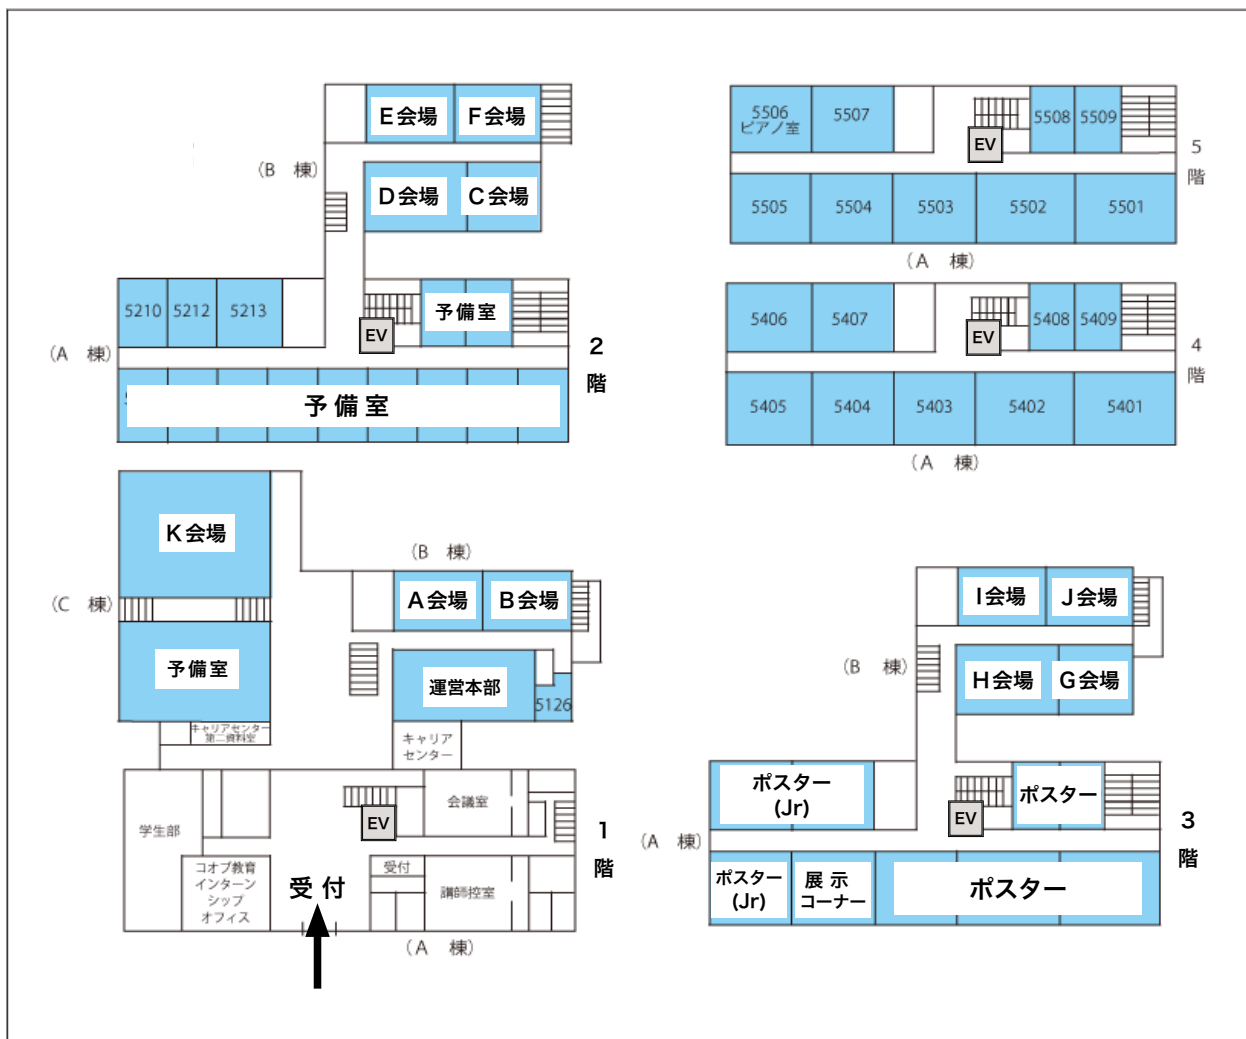 E会場
F会場
(B 棟)
D会場
C会場
5210
5212
5213
予備室
EV
(A 棟)
2
階
予備室
5506
ピアノ室
5507
5508
5509
EV
5
階
5505
5504
5503
5502
5501
(A 棟)
5406
5407
5408
5409
EV
4
階
5405
5404
5403
5402
5401
(A 棟)
K会場
(B 棟)
A会場
B会場
(C 棟)
予備室
運営本部
5126
キャリアセンター
第二資料室
キャリア
センター
学生部
EV
会議室
1
階
コオプ教育
インターン
シップ
オフィス
受付
受付
講師控室
(A 棟)
I会場
J会場
(B 棟)
H会場
G会場
ポスター
(Jr)
ポスター
EV
3
階
(A 棟)
ポスター
(Jr)
展示
コーナー
ポスター